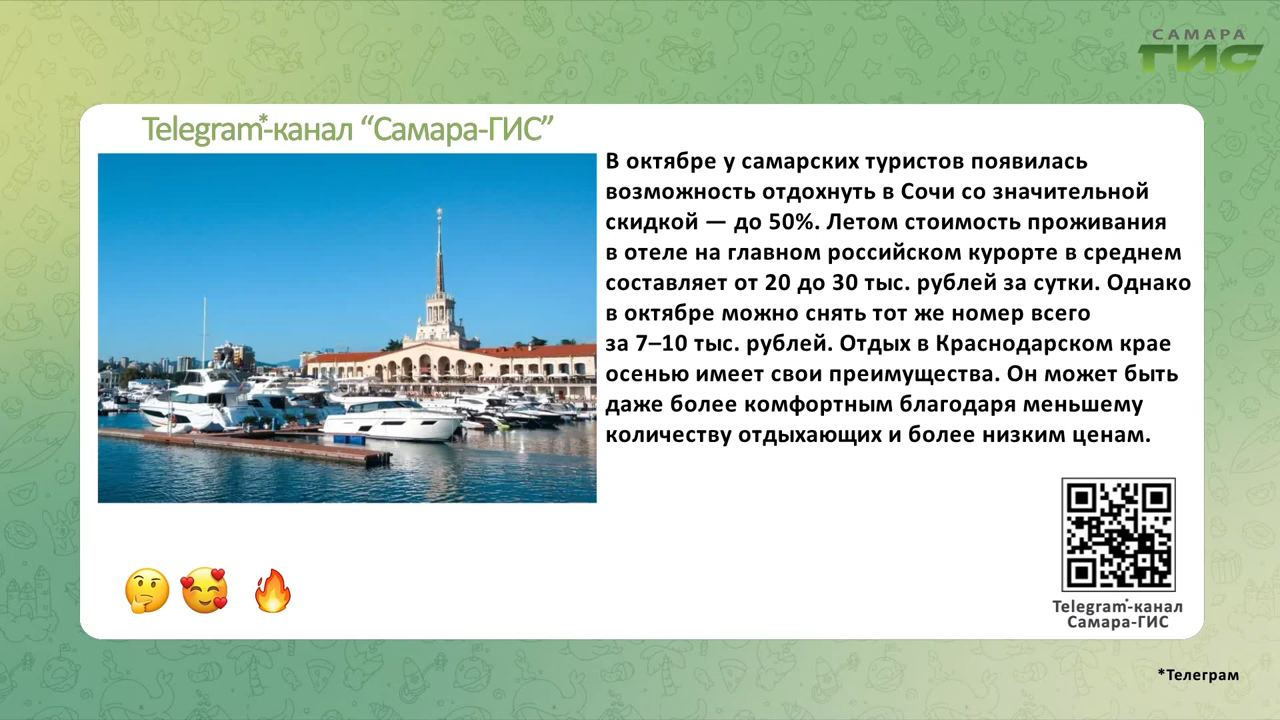 САМАРА
ГИС
Telegram*-канал “Самара-ГИС”
В октябре у самарских туристов появилась
возможность отдохнуть в Сочи со значительной
скидкой — до 50%. Летом стоимость проживания
в отеле на главном российском курорте в среднем
составляет от 20 до 30 тыс. рублей за сутки. Однако
в октябре можно снять тот же номер всего
за 7–10 тыс. рублей. Отдых в Краснодарском крае
осенью имеет свои преимущества. Он может быть
даже более комфортным благодаря меньшему
количеству отдыхающих и более низким ценам.
Telegram*-канал
Самара-ГИС
*Телеграм